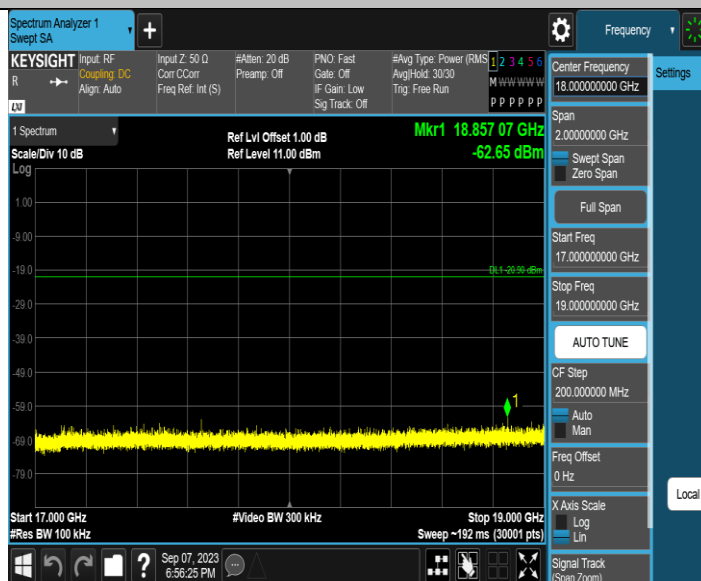 Spectrum Analyzer 1
Swept SA
Frequency
KEYSIGHT
R
LXI
Input: RF
Coupling: DC
Align: Auto
Input Z: 50 Ω
Corr CCorr
Freq Ref: Int (S)
#Atten: 20 dB
Preamp: Off
PNO: Fast
Gate: Off
IF Gain: Low
Sig Track: Off
#Avg Type: Power (RMS
Avg|Hold: 30/30
Trig: Free Run
1 2 3 4 5 6
M W W W W W
P P P P P P
1 Spectrum
Scale/Div 10 dB
Log
Ref Lvl Offset 1.00 dB
Ref Level 11.00 dBm
Mkr1 18.857 07 GHz
-62.65 dBm
1.00
-9.00
-19.0
DL1 -20.90 dBm
-29.0
-39.0
-49.0
-59.0
1
-69.0
-79.0
Start 17.000 GHz
#Res BW 100 kHz
#Video BW 300 kHz
Stop 19.000 GHz
Sweep ~192 ms (30001 pts)
Sep 07, 2023
6:56:25 PM
Center Frequency
18.000000000 GHz
Span
2.00000000 GHz
Swept Span
Zero Span
Full Span
Start Freq
17.000000000 GHz
Stop Freq
19.000000000 GHz
AUTO TUNE
CF Step
200.000000 MHz
Auto
Man
Freq Offset
0 Hz
X Axis Scale
Log
Lin
Signal Track
(Span Zoom)
Settings
Local